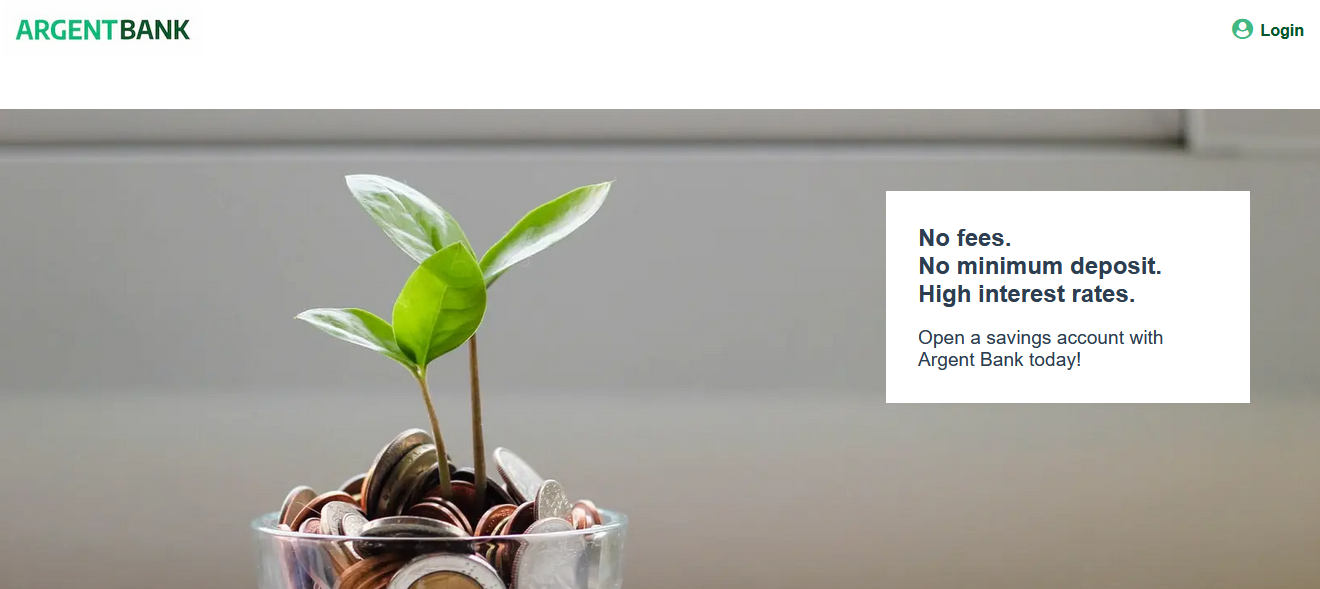 ARGENTBANK
Login
No fees.
No minimum deposit.
High interest rates.
Open a savings account with
Argent Bank today!